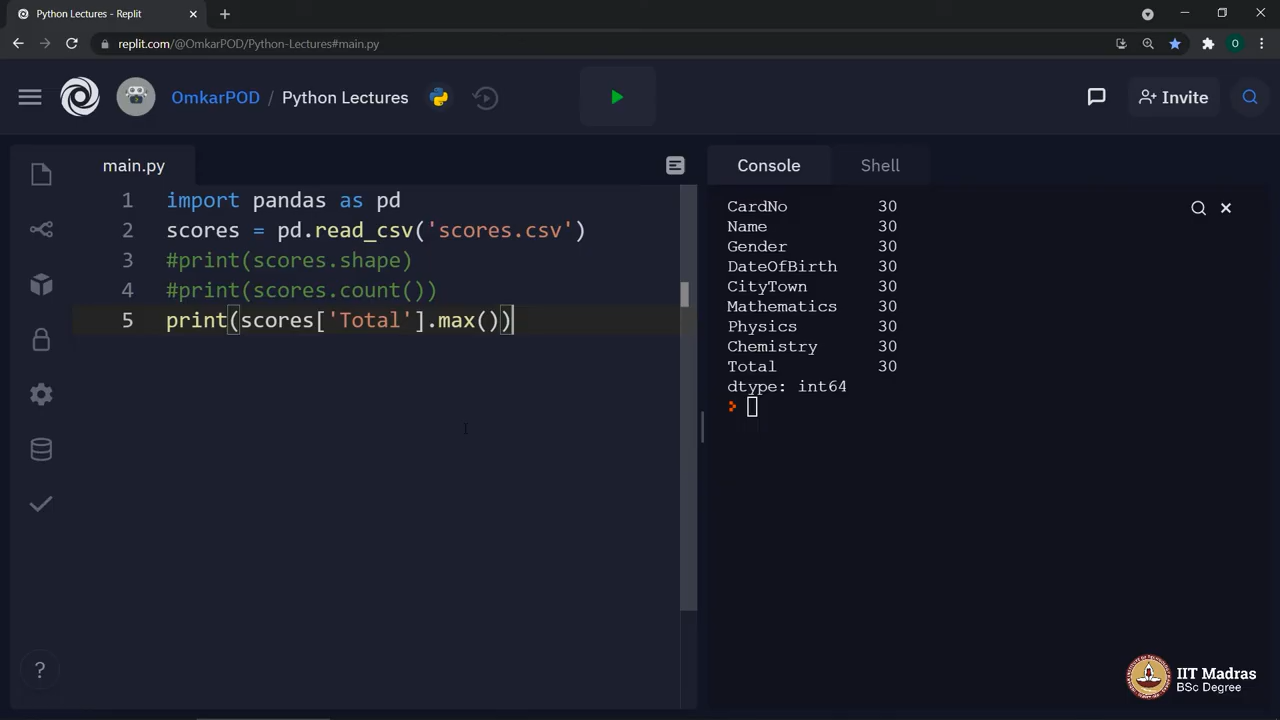 Python Lectures - Replit
replit.com/@OmkarPOD/Python-Lectures#main.py
O
OmkarPOD / Python Lectures
Invite
main.py
Console
Shell
1 import pandas as pd
2 scores = pd.read_csv('scores.csv')
3 #print(scores.shape)
4 #print(scores.count())
5 print(scores['Total'].max())
CardNo 30
Name 30
Gender 30
DateOfBirth 30
CityTown 30
Mathematics 30
Physics 30
Chemistry 30
Total 30
dtype: int64
?
IIT Madras
BSc Degree